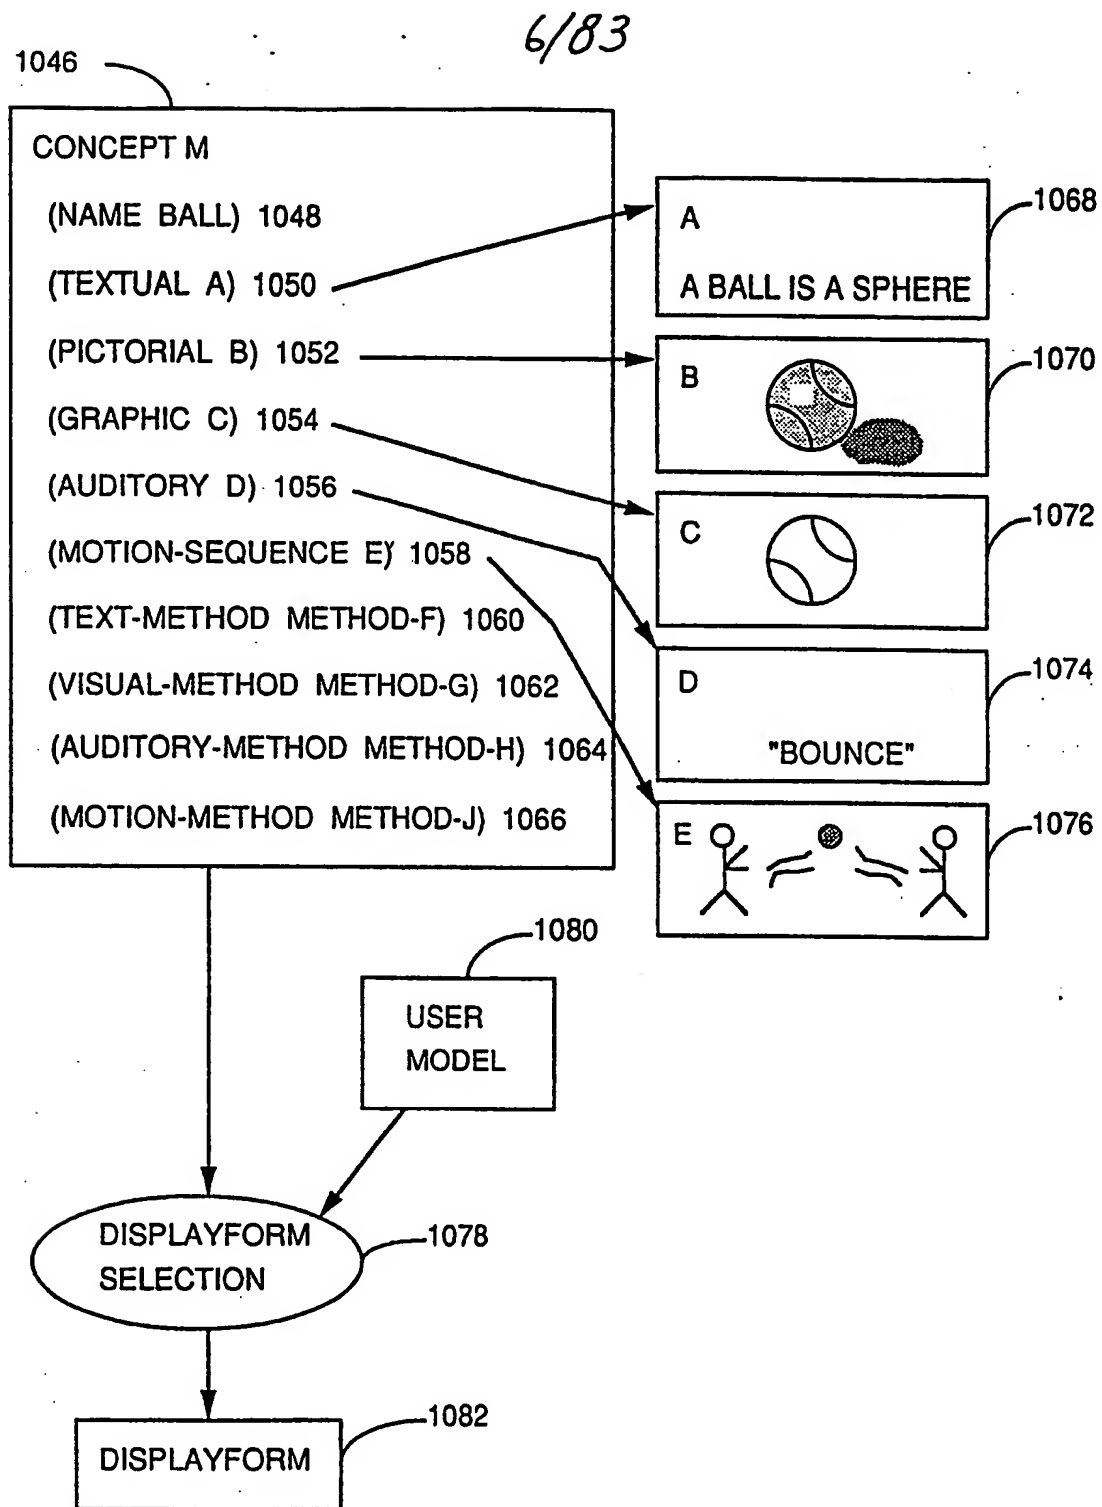 6/83
1046
CONCEPT M
(NAME BALL) 1048
(TEXTUAL A) 1050
(PICTORIAL B) 1052
(GRAPHIC C) 1054
(AUDITORY D) 1056
(MOTION-SEQUENCE E) 1058
(TEXT-METHOD METHOD-F) 1060
(VISUAL-METHOD METHOD-G) 1062
(AUDITORY-METHOD METHOD-H) 1064
(MOTION-METHOD METHOD-J) 1066
A
1068
A BALL IS A SPHERE
B
1070
C
1072
D
1074
"BOUNCE"
E
1076
1080
USER
MODEL
DISPLAYFORM
SELECTION
1078
1082
DISPLAYFORM